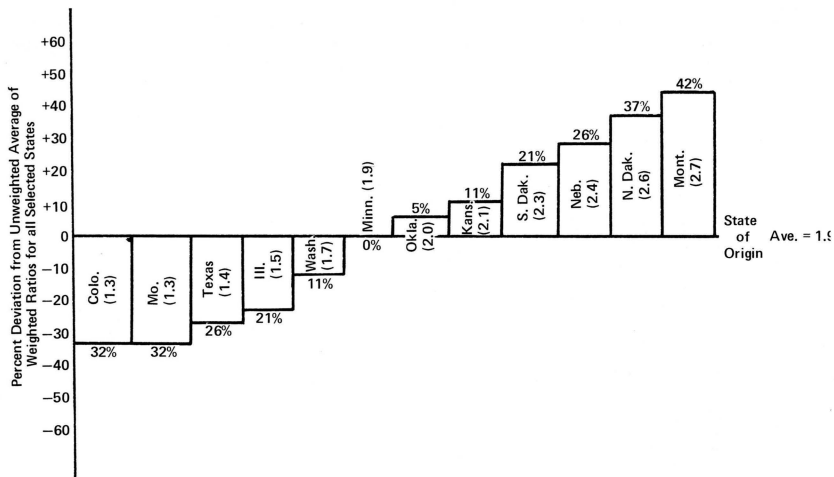 Percent Deviation from Unweighted Average of
Weighted Ratios for all Selected States
+60
+50
+40
+30
+20
+10
0
−10
−20
−30
−40
−50
−60
Colo.
(1.3)
32%
Mo.
(1.3)
32%
Texas
(1.4)
26%
Ill.
(1.5)
21%
Wash.
(1.7)
11%
Minn. (1.9)
0%
5%
Okla.
(2.0)
11%
Kans.
(2.1)
21%
S. Dak.
(2.3)
26%
Neb.
(2.4)
37%
N. Dak.
(2.6)
42%
Mont.
(2.7)
State
of
Origin
Ave. = 1.9